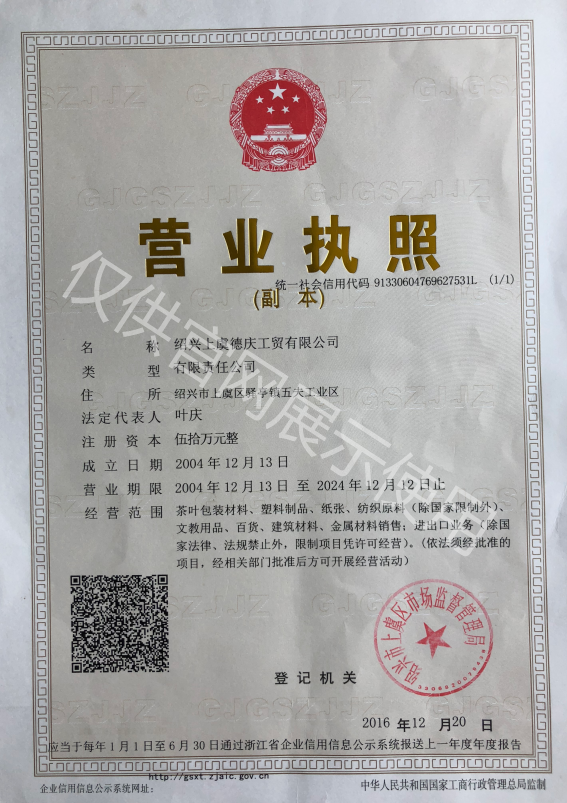 营业执照
统一社会信用代码 91330604769627531L (1/1)
(副 本)
名 称 绍兴上虞德庆工贸有限公司
类 型 有限责任公司
住 所 绍兴市上虞区驿亭镇五夫工业区
法定代表人 叶庆
注册资本 伍拾万元整
成立日期 2004年12月13日
营业期限 2004年12月13日 至 2024年12月12日止
经营范围 茶叶包装材料、塑料制品、纸张、纺织原料（除国家限制外）、
文教用品、百货、建筑材料、金属材料销售；进出口业务（除国
家法律、法规禁止外，限制项目凭许可经营）。（依法须经批准的
项目，经相关部门批准后方可开展经营活动）
仅供官网展示使用
绍兴市上虞区市场监督管理局
登记机关
2016 年 12 月 20 日
应当于每年1月1日至6月30日通过浙江省企业信用信息公示系统报送上一年度年度报告
http://gsxt.zjaic.gov.cn
企业信用信息公示系统网址：
中华人民共和国国家工商行政管理总局监制
GJGSZJJZ